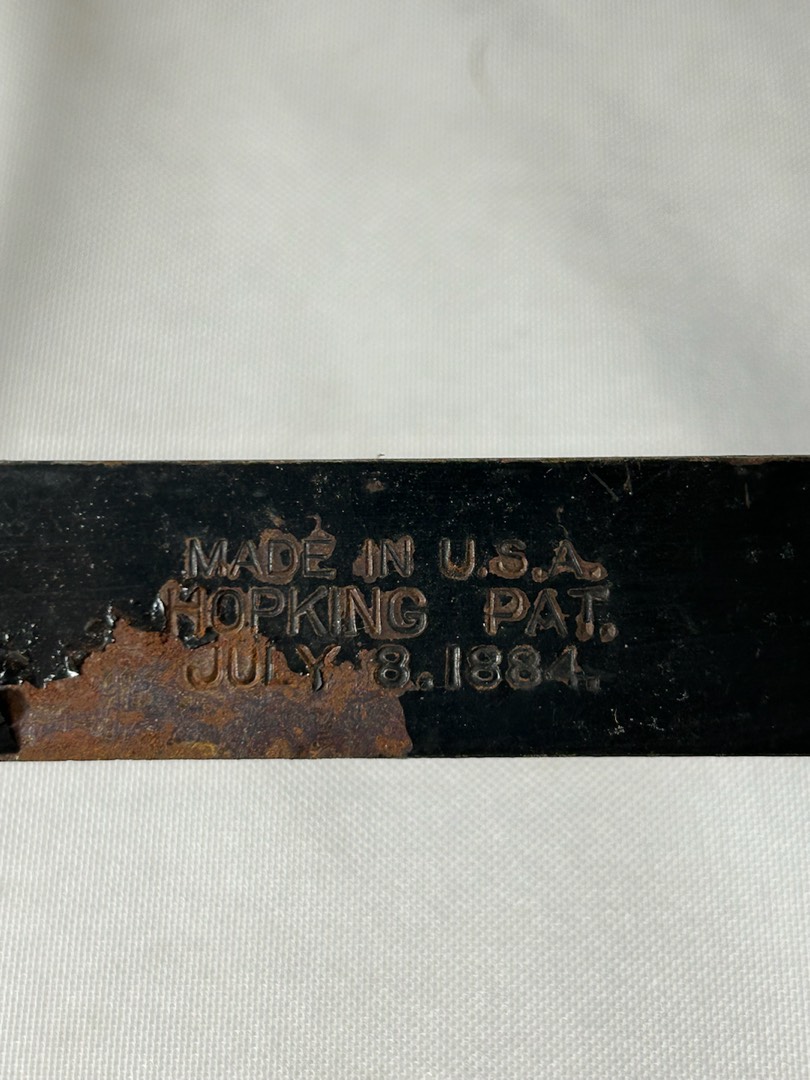 MADE IN U.S.A.
HOPKING PAT.
JULY 8.1884.